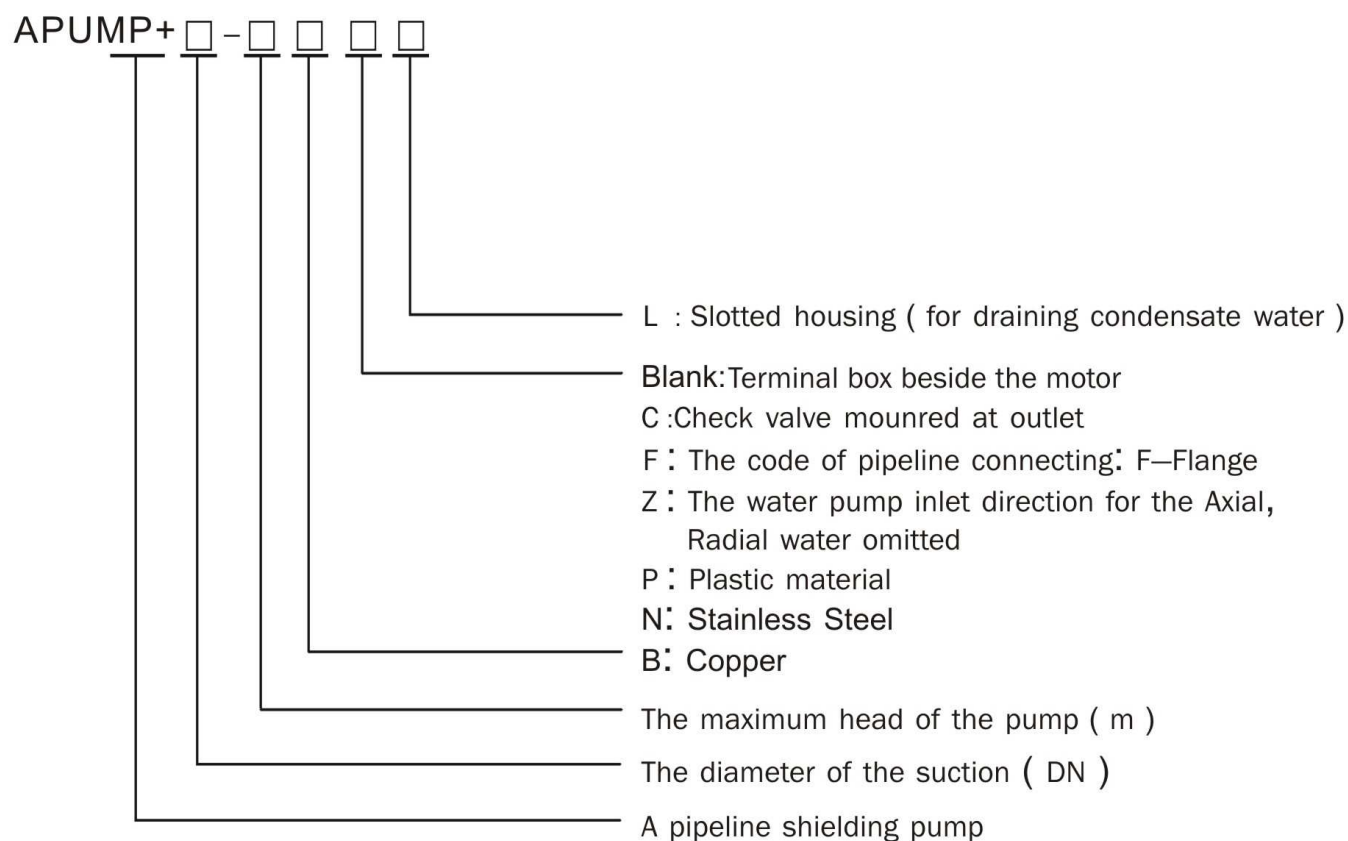 APUMP+□-□ □ □ □
L : Slotted housing ( for draining condensate water )
Blank:Terminal box beside the motor
C :Check valve mounred at outlet
F : The code of pipeline connecting: F—Flange
Z : The water pump inlet direction for the Axial,
Radial water omitted
P : Plastic material
N: Stainless Steel
B: Copper
The maximum head of the pump ( m )
The diameter of the suction ( DN )
A pipeline shielding pump